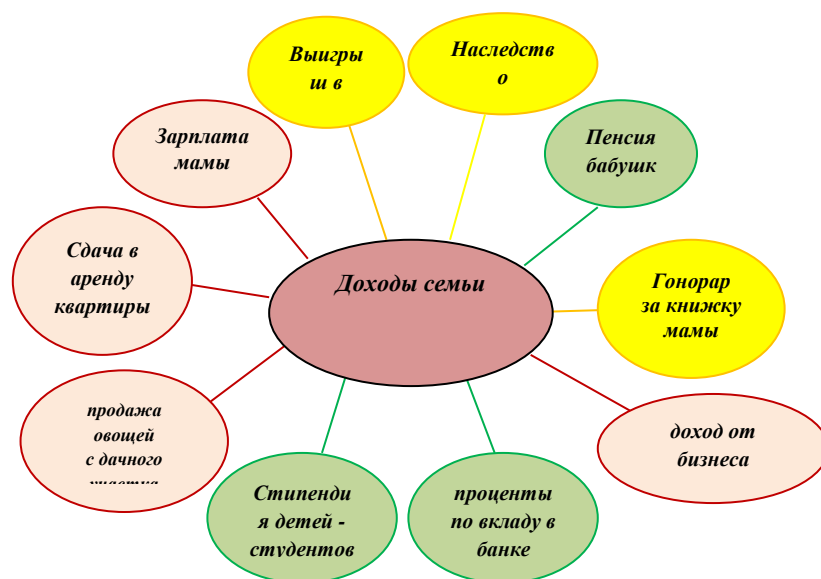 Выигры
ш в
Наследств
о
Зарплата
мамы
Пенсия
бабушк
Сдача в
аренду
квартиры
Доходы семьи
Гонорар
за книжку
мамы
продажа
овощей
с дачного
участка
доход от
бизнеса
Стипенди
я детей -
студентов
проценты
по вкладу в
банке